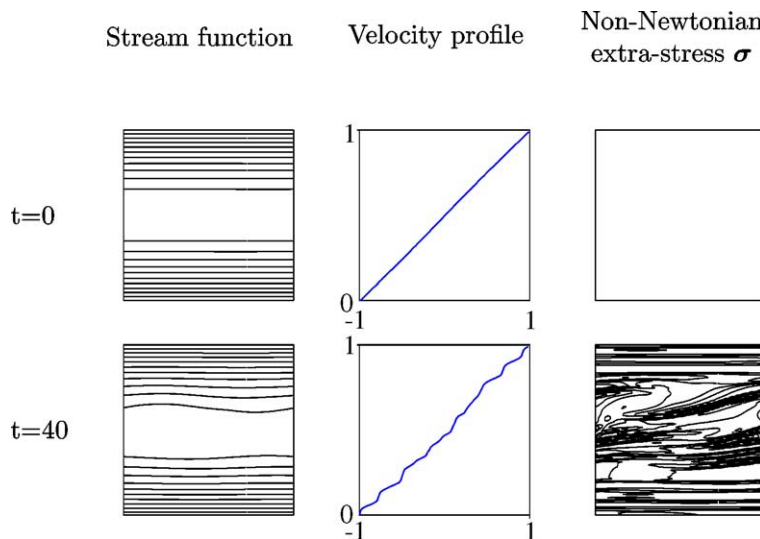 Stream function
Velocity profile
Non-Newtonian
extra-stress σ
t=0
1
0
-1
1
t=40
1
0
-1
1